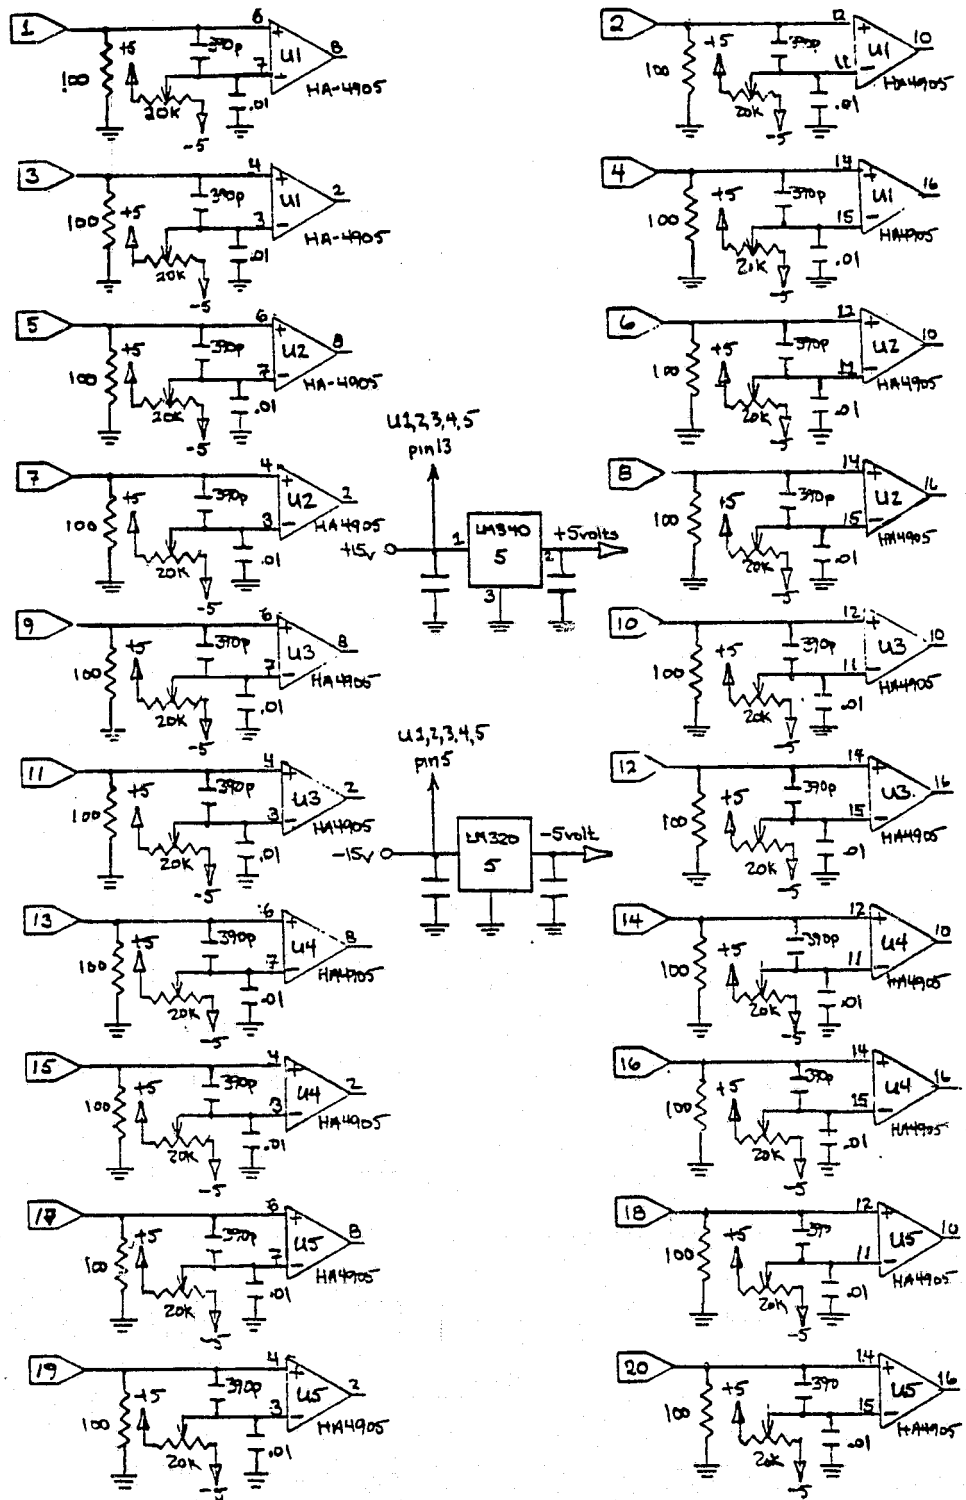 1 6 +5 390p U1 8 100 7 HA-4905 20K .01 -5
2 12 +5 390p U1 10 100 11 HA4905 20K .01 -5
3 4 +5 390p U1 2 100 3 HA-4905 20K .01 -5
4 14 +5 390p U1 16 100 15 HA4905 20K .01 -5
5 6 +5 390p U2 8 100 7 HA-4905 20K .01 -5
6 12 +5 390p U2 10 100 11 HA4905 20K .01 -5
U1,2,3,4,5
pin13
7 4 +5 390p U2 2 100 3 HA4905 20K .01 -5
+15v 1 LM340 5 2 3 +5volts
8 14 +5 390p U2 16 100 15 HA4905 20K .01 -5
9 6 +5 390p U3 8 100 7 HA4905 20K .01 -5
10 12 +5 390p U3 10 100 11 HA4905 20K .01 -5
U1,2,3,4,5
pin5
11 4 +5 390p U3 2 100 3 HA4905 20K .01 -5
-15v LM320 5 -5volt
12 14 +5 390p U3 16 100 15 HA4905 20K .01 -5
13 6 +5 390p U4 8 100 7 HA4905 20K .01 -5
14 12 +5 390p U4 10 100 11 HA4905 20K .01 -5
15 4 +5 390p U4 2 100 3 HA4905 20K .01 -5
16 14 +5 390p U4 16 100 15 HA4905 20K .01 -5
17 6 +5 390p U5 8 100 7 HA4905 20K .01 -5
18 12 +5 390 U5 10 100 11 HA4905 20K .01 -5
19 4 +5 390p U5 2 100 3 HA4905 20K .01 -5
20 14 +5 390 U5 16 100 15 HA4905 20K .01 -5